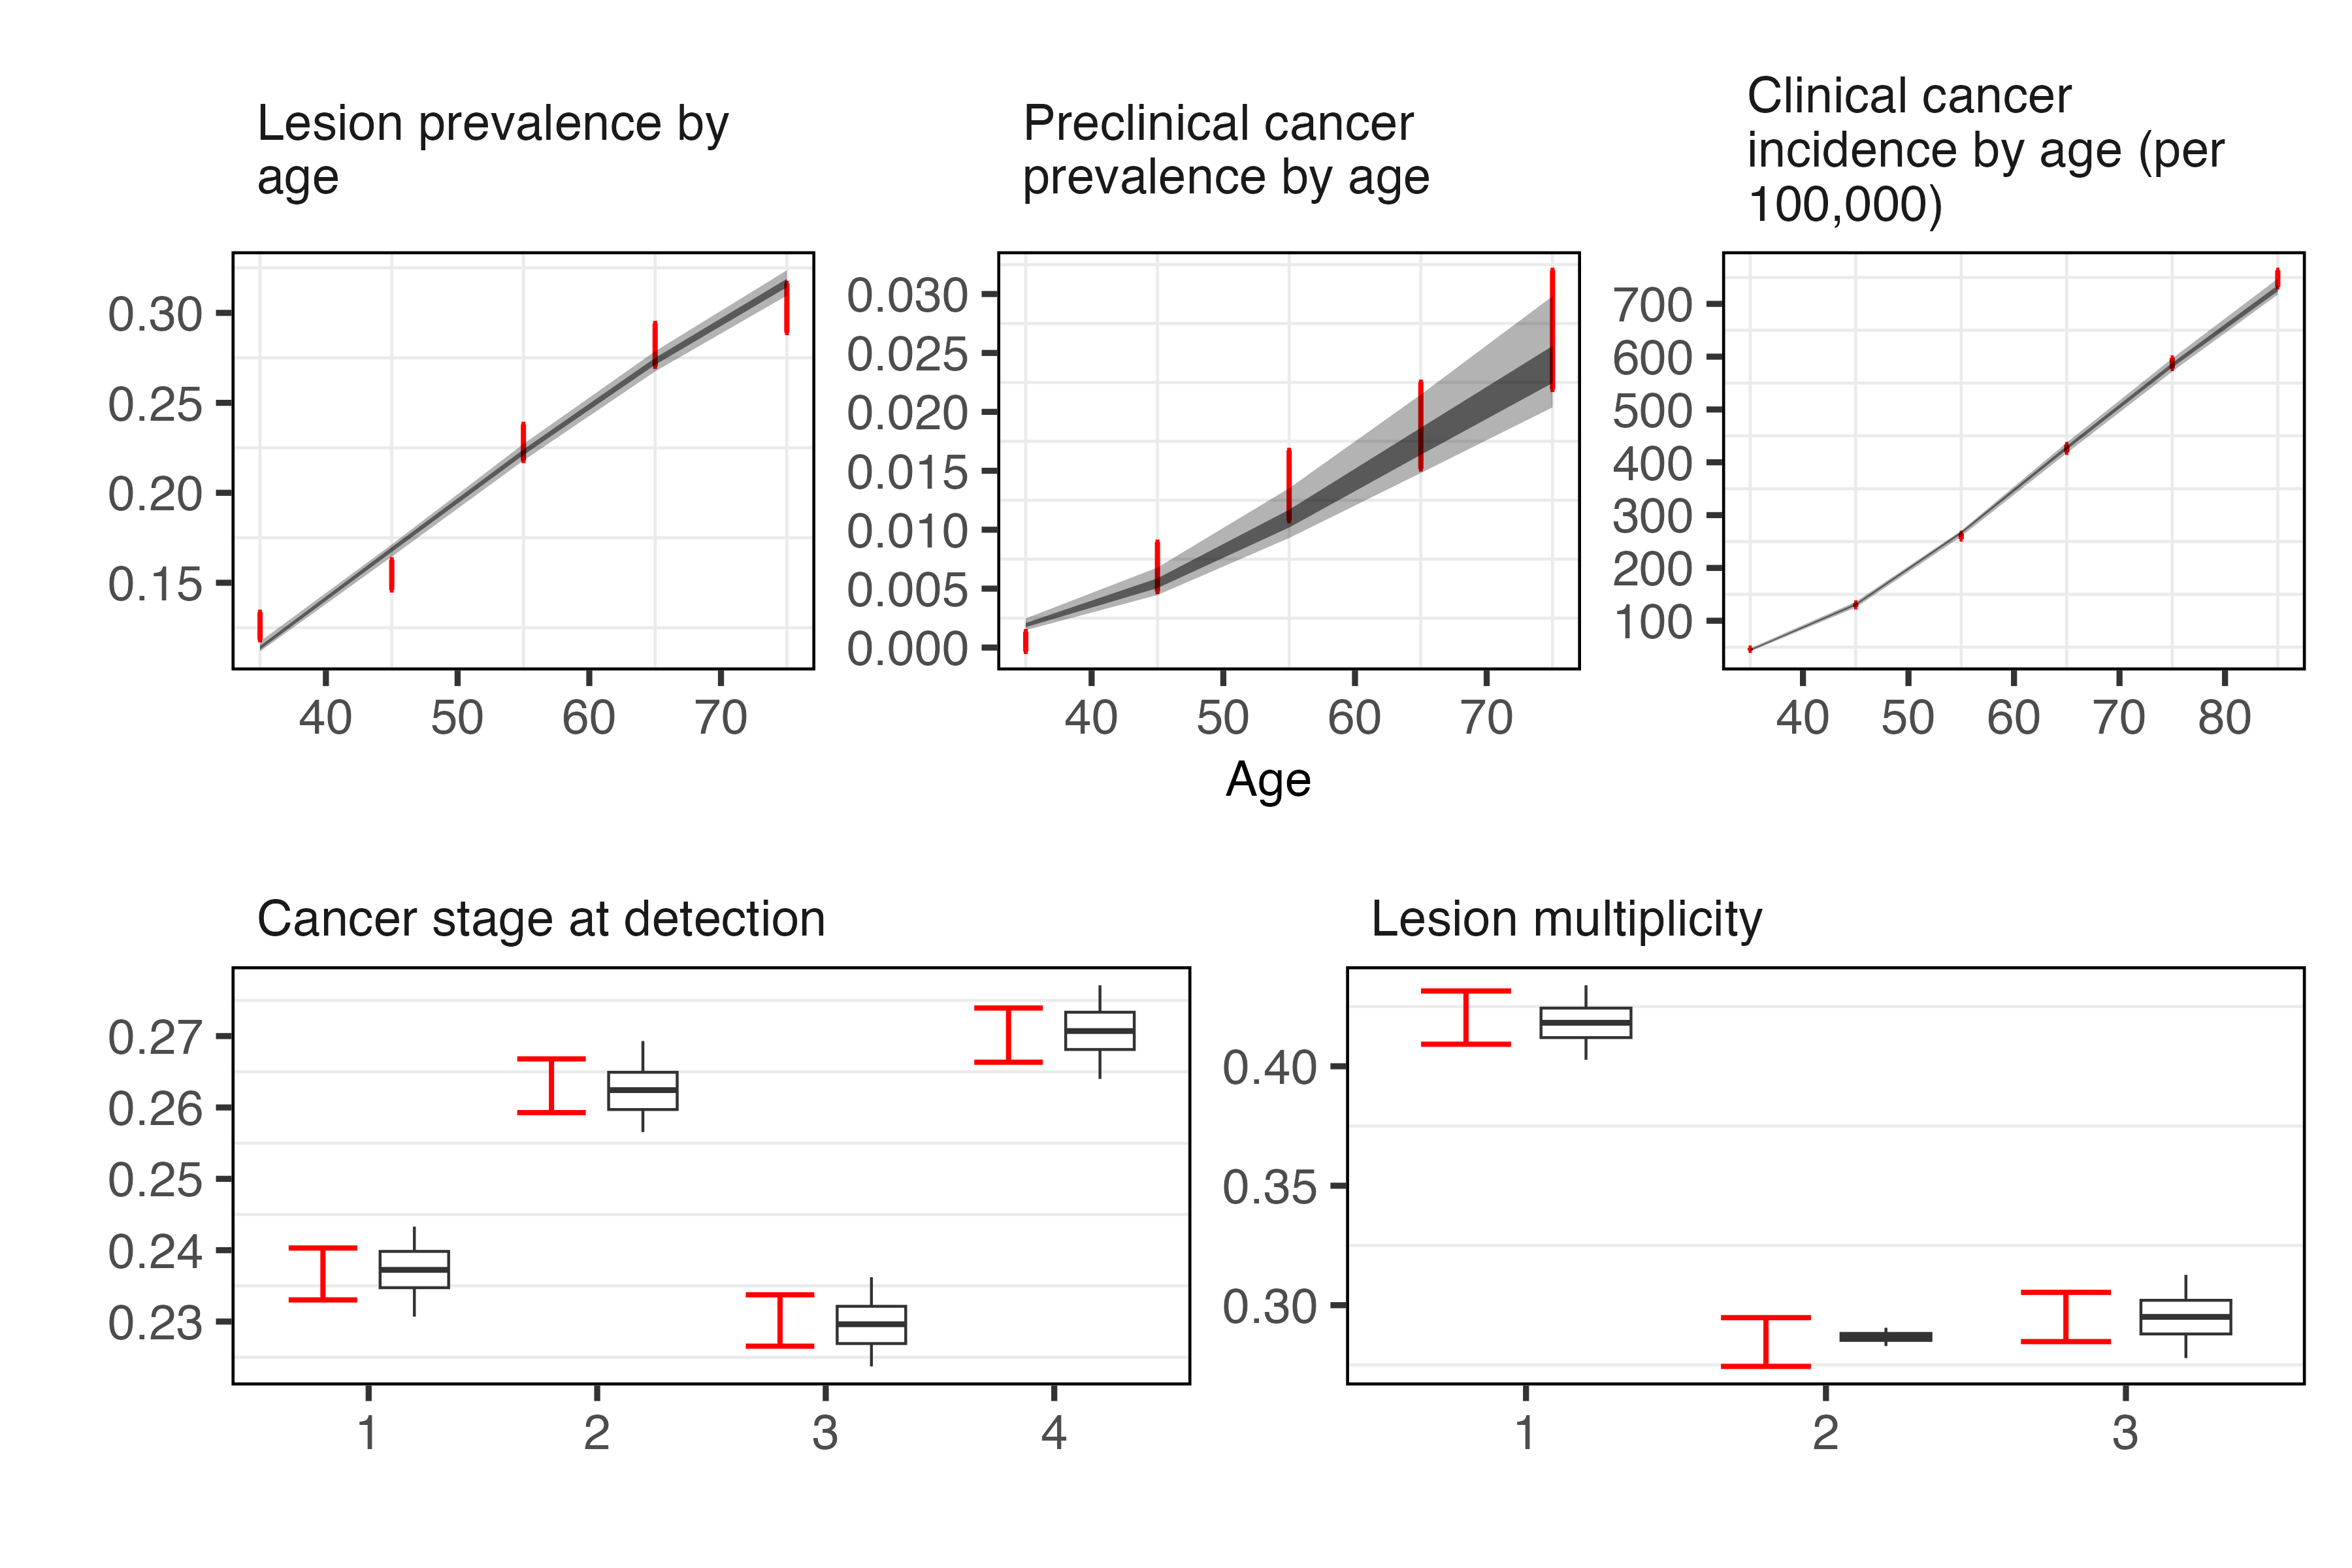 Lesion prevalence by
age
Preclinical cancer
prevalence by age
Clinical cancer
incidence by age (per
100,000)
0.30
0.25
0.20
0.15
40 50 60 70
0.030
0.025
0.020
0.015
0.010
0.005
0.000
40 50 60 70
700
600
500
400
300
200
100
40 50 60 70 80
Age
Cancer stage at detection
0.27
0.26
0.25
0.24
0.23
1 2 3 4
Lesion multiplicity
0.40
0.35
0.30
1 2 3